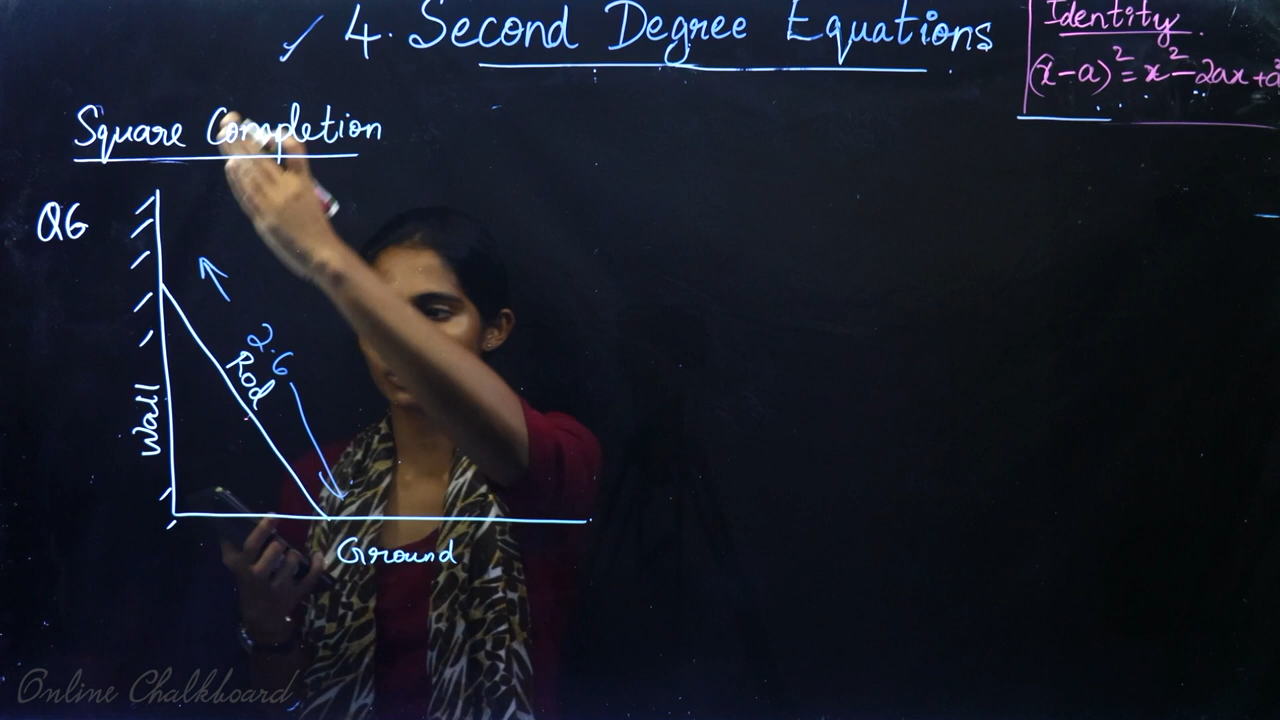 ✓ 4. Second Degree Equations
Identity
(x-a)² = x² - 2ax + a²
Square Completion
Q6
2.6
Rod
Wall
Ground
Online Chalkboard